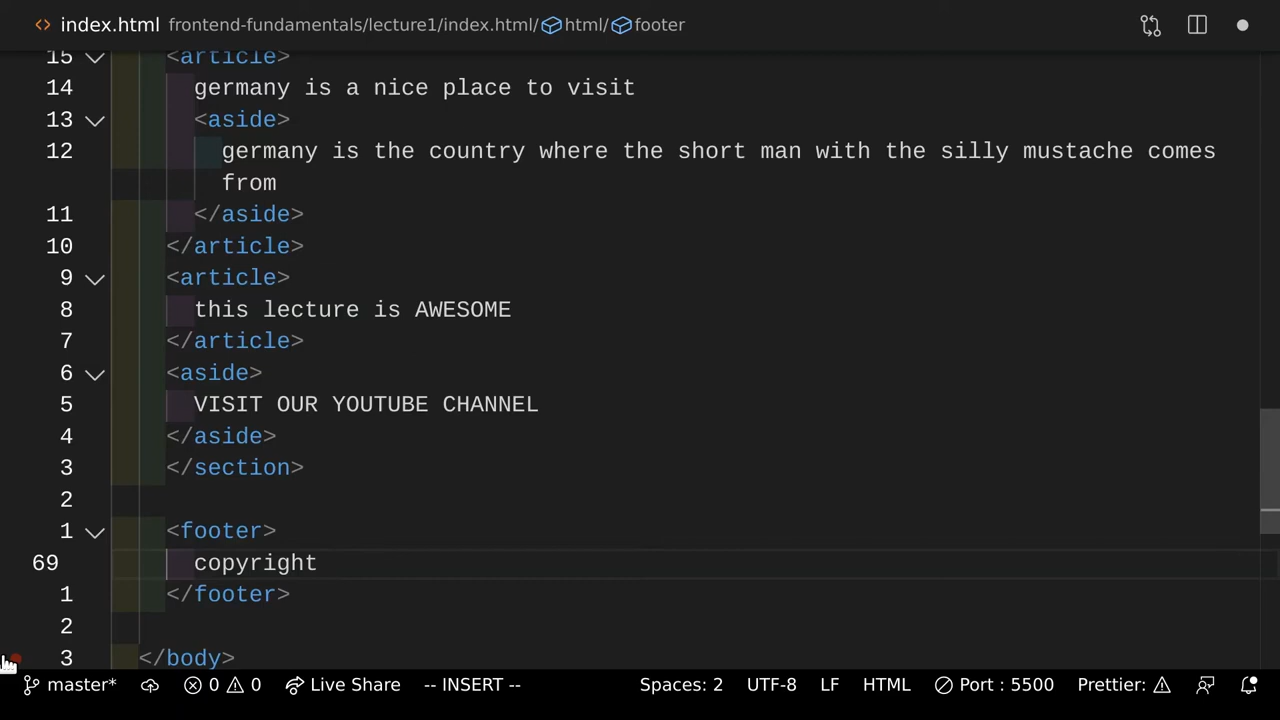 index.html frontend-fundamentals/lecture1/index.html/html/footer
15 <article>
14 germany is a nice place to visit
13 <aside>
12 germany is the country where the short man with the silly mustache comes
from
11 </aside>
10 </article>
9 <article>
8 this lecture is AWESOME
7 </article>
6 <aside>
5 VISIT OUR YOUTUBE CHANNEL
4 </aside>
3 </section>
2
1 <footer>
69 copyright
1 </footer>
2
3 </body>
master* 0 0 Live Share -- INSERT -- Spaces: 2 UTF-8 LF HTML Port : 5500 Prettier: